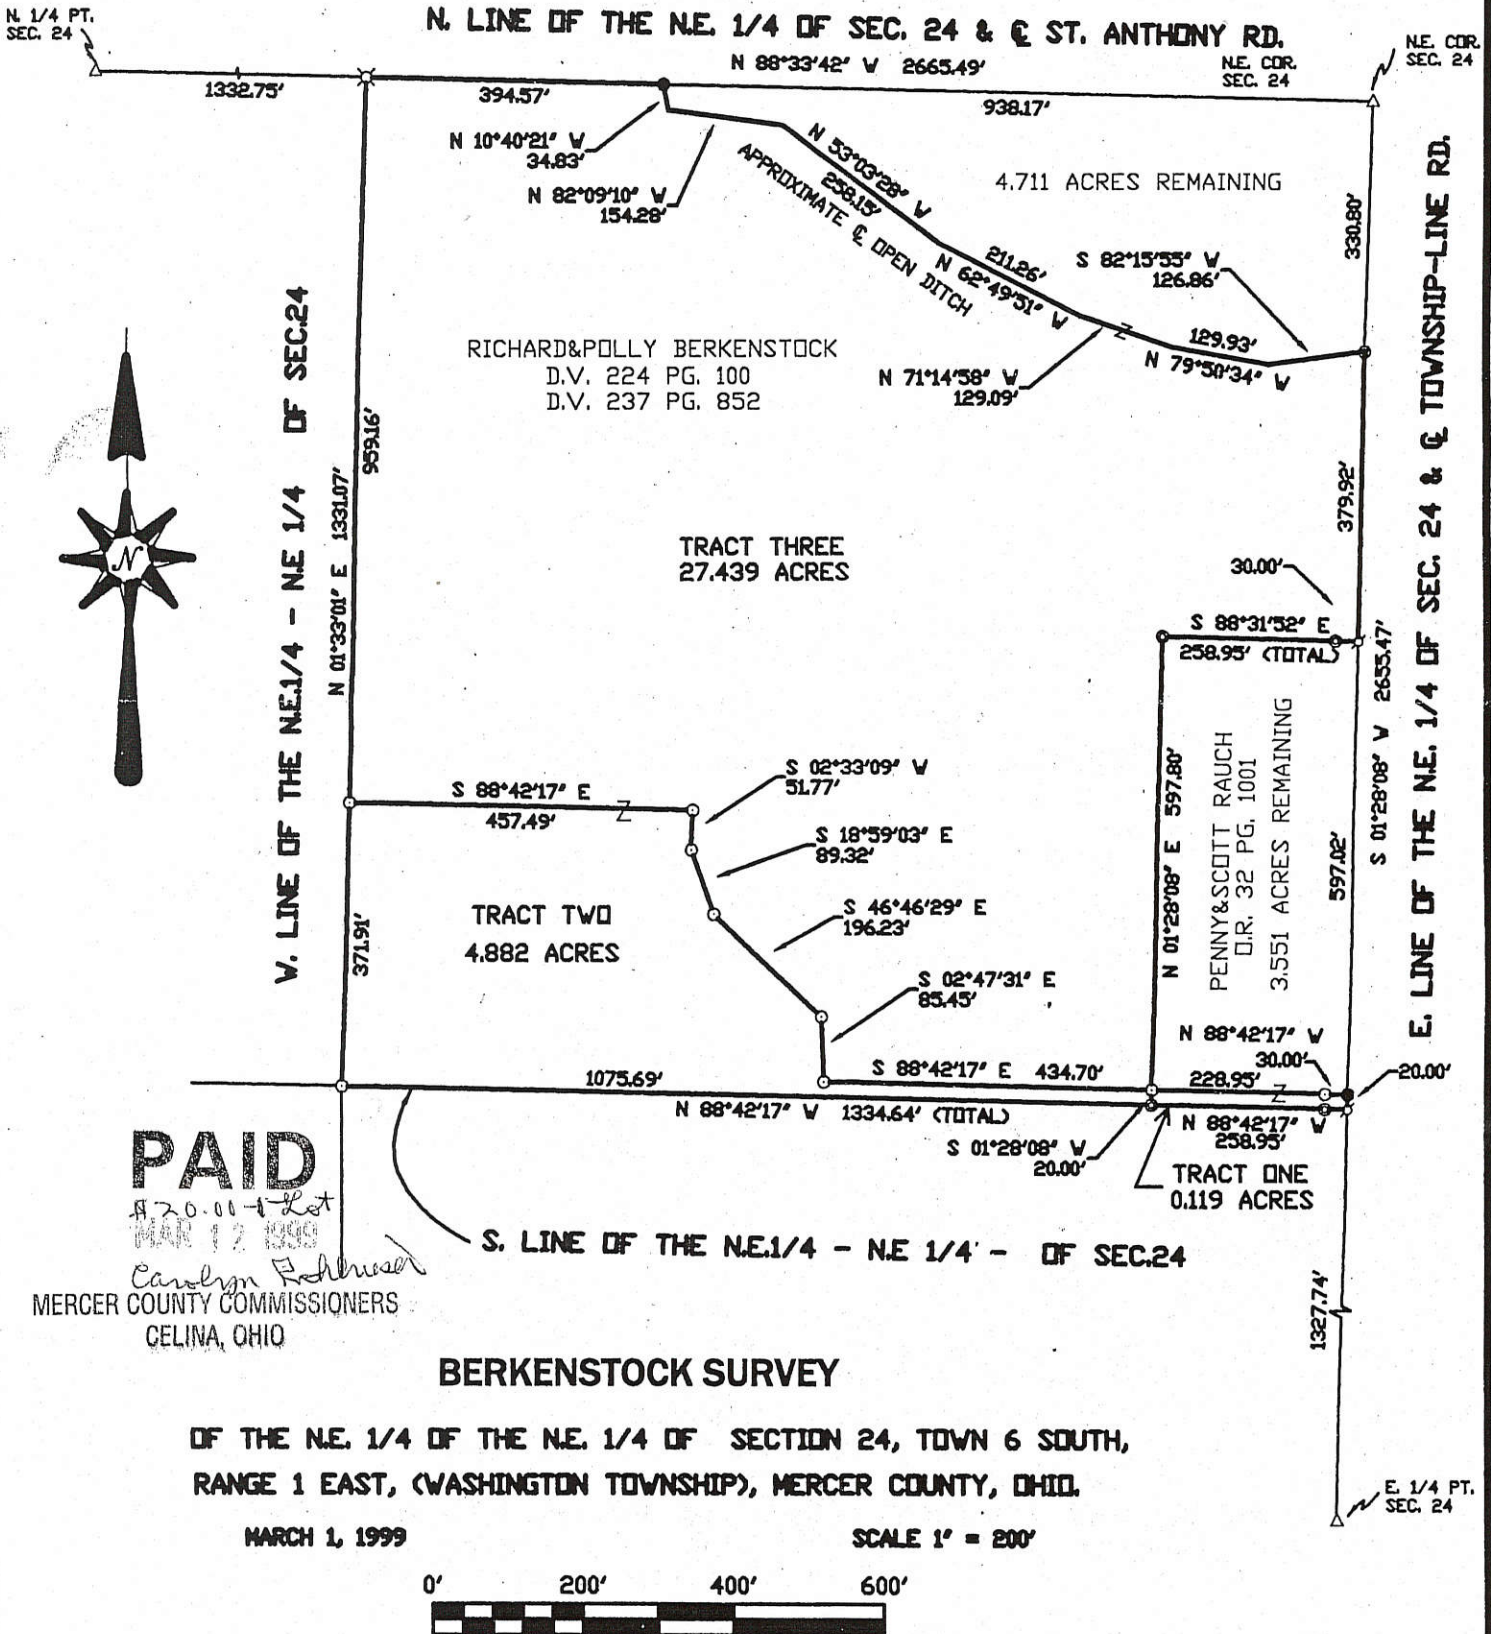 N. 1/4 PT.
SEC. 24
N. LINE OF THE N.E. 1/4 OF SEC. 24 & ℄ ST. ANTHONY RD.
N 88°33'42" W 2665.49'
N.E. COR.
SEC. 24
N.E. COR.
SEC. 24
1332.75'
394.57'
938.17'
N 10°40'21" W
34.83'
N 82°09'10" W
154.28'
N 53°03'28" W
258.15'
APPROXIMATE ℄ OPEN DITCH
4.711 ACRES REMAINING
211.26'
N 62°49'51" W
S 82°15'55" W
126.86'
330.80'
129.93'
N 79°50'34" W
N 71°14'58" W
129.09'
RICHARD&POLLY BERKENSTOCK
D.V. 224 PG. 100
D.V. 237 PG. 852
W. LINE OF THE N.E.1/4 - N.E 1/4 OF SEC.24
959.16'
N 01°33'01" E 1331.07'
N
TRACT THREE
27.439 ACRES
379.92'
30.00'
S 88°31'52" E
258.95' (TOTAL)
S 01°28'08" W 2655.47'
E. LINE OF THE N.E. 1/4 OF SEC. 24 & ℄ TOWNSHIP-LINE RD.
N 01°28'08" E 597.80'
PENNY&SCOTT RAUCH
O.R. 32 PG. 1001
3.551 ACRES REMAINING
597.02'
S 88°42'17" E
457.49'
S 02°33'09" W
51.77'
S 18°59'03" E
89.32'
S 46°46'29" E
196.23'
S 02°47'31" E
85.45'
TRACT TWO
4.882 ACRES
371.91'
N 88°42'17" W
30.00'
228.95'
20.00'
S 88°42'17" E 434.70'
1075.69'
N 88°42'17" W 1334.64' (TOTAL)
S 01°28'08" W
20.00'
N 88°42'17" W
258.95'
TRACT ONE
0.119 ACRES
PAID
$20.00-1 Lot
MAR 12 1999
Carolyn
MERCER COUNTY COMMISSIONERS
CELINA, OHIO
S. LINE OF THE N.E.1/4 - N.E 1/4 - OF SEC.24
1327.74'
BERKENSTOCK SURVEY
OF THE N.E. 1/4 OF THE N.E. 1/4 OF SECTION 24, TOWN 6 SOUTH,
RANGE 1 EAST, (WASHINGTON TOWNSHIP), MERCER COUNTY, OHIO.
E. 1/4 PT.
SEC. 24
MARCH 1, 1999
SCALE 1" = 200'
0' 200' 400' 600'